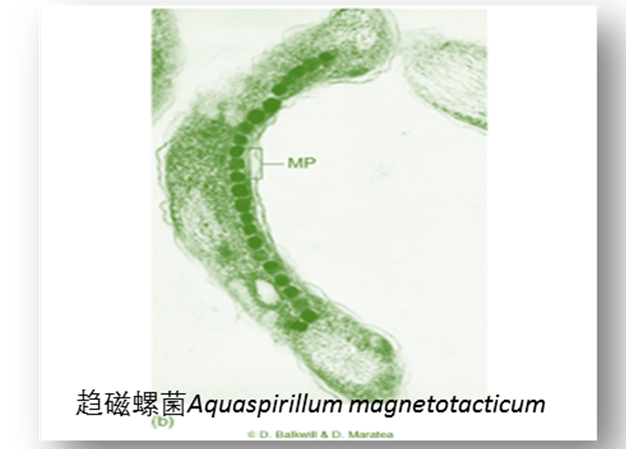 MP
趋磁螺菌Aquaspirillum magnetotacticum
(b)
© D. Balkwill & D. Maratea